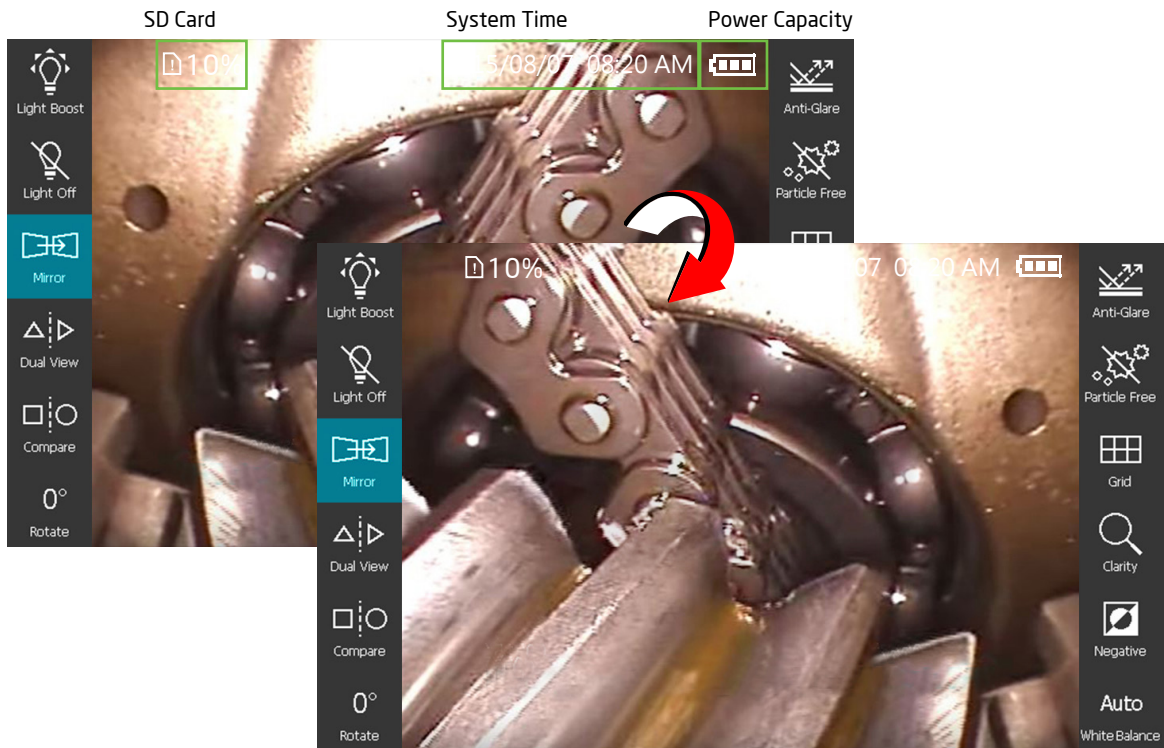 SD Card System Time Power Capacity
10% /08/07 08:20 AM
Light Boost Anti-Glare
Light Off Particle Free
Mirror
Dual View
Compare
0°
Rotate
10% 07 AM
Light Boost Anti-Glare
Light Off Particle Free
Mirror Grid
Dual View Clarity
Compare Negative
0° Auto
Rotate White Balance